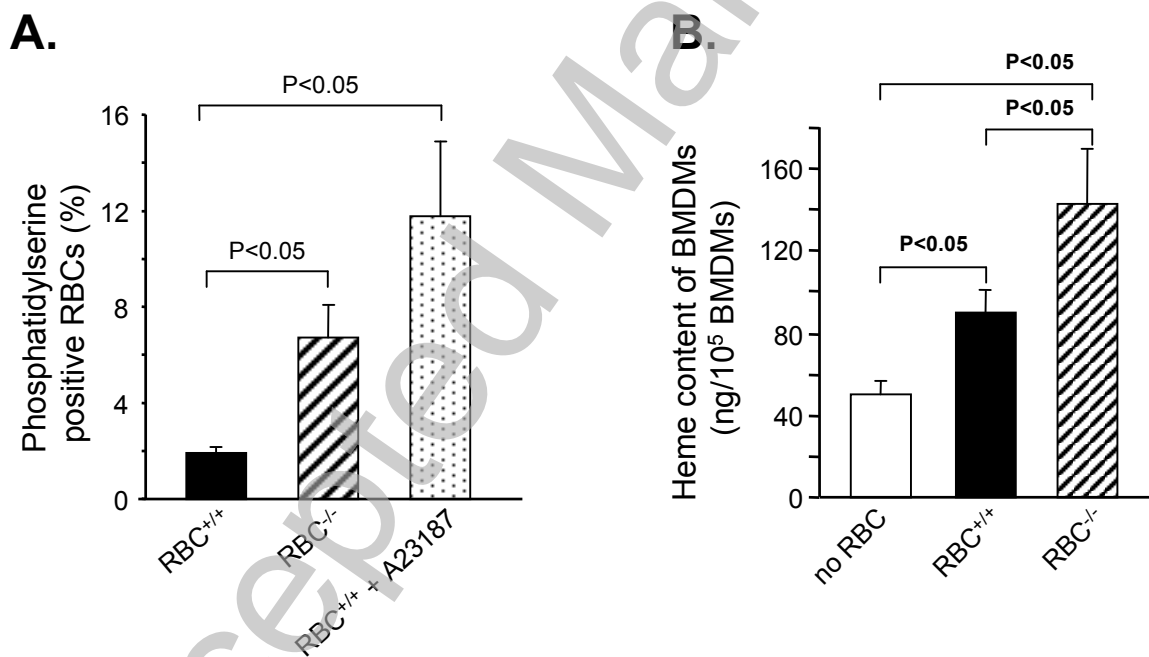 A.
P<0.05
P<0.05
16
12
8
4
0
Phosphatidylserine
positive RBCs (%)
RBC+/+
RBC-/-
RBC+/+ + A23187
B.
P<0.05
P<0.05
P<0.05
160
120
80
40
0
Heme content of BMDMs
(ng/10⁵ BMDMs)
no RBC
RBC+/+
RBC-/-
cepted Ma